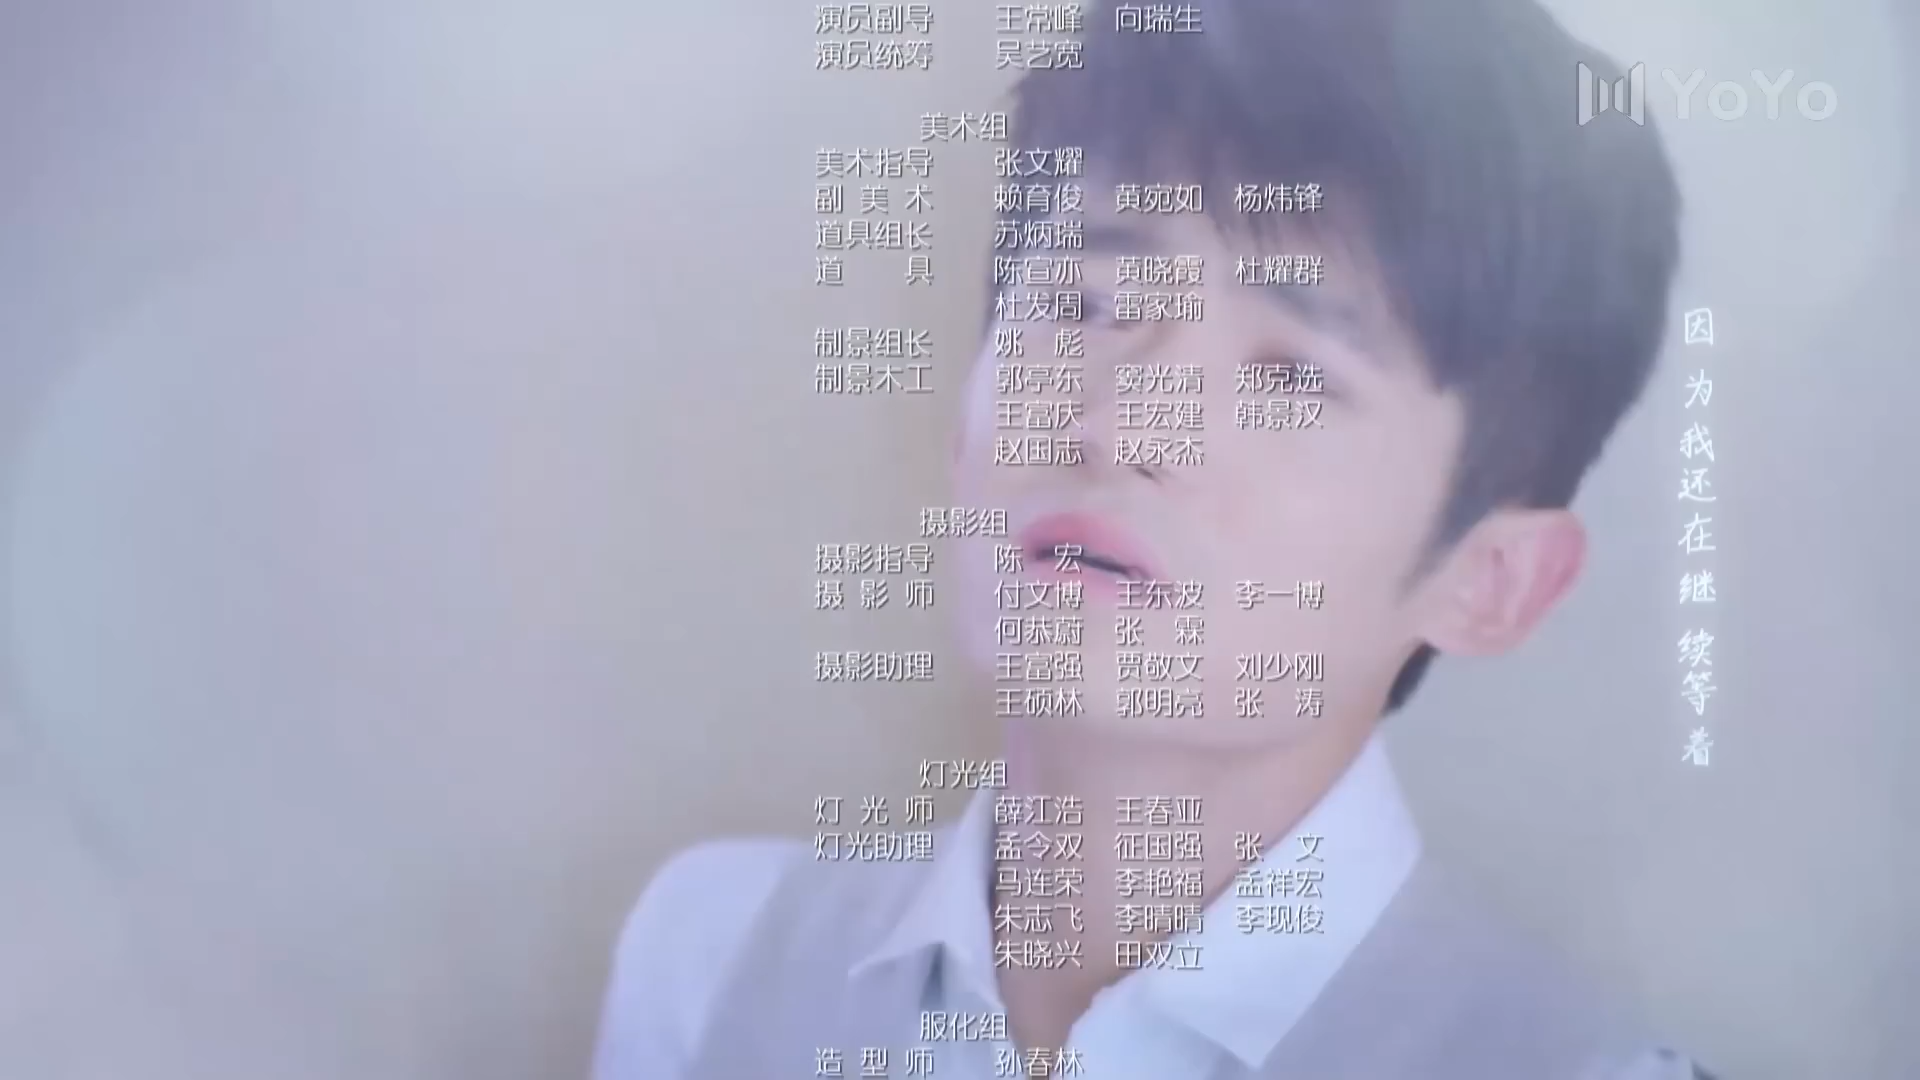 演员副导 王常峰 向瑞生
演员统筹 吴艺宽
美术组
美术指导 张文耀
副美术 赖育俊 黄宛如 杨炜锋
道具组长 苏炳瑞
道具 陈宣亦 黄晓霞 杜耀群
杜发周 雷家瑜
制景组长 姚彪
制景木工 郭亭东 窦光清 郑克选
王富庆 王宏建 韩景汉
赵国志 赵永杰
摄影组
摄影指导 陈宏
摄影师 付文博 王东波 李一博
何恭蔚 张霖
摄影助理 王富强 贾敬文 刘少刚
王硕林 郭明亮 张涛
灯光组
灯光师 薛江浩 王春亚
灯光助理 孟令双 征国强 张文
马连荣 李艳福 孟祥宏
朱志飞 李晴晴 李现俊
朱晓兴 田双立
服化组
造型师 孙春林
YoYo
因为我还在继续等着